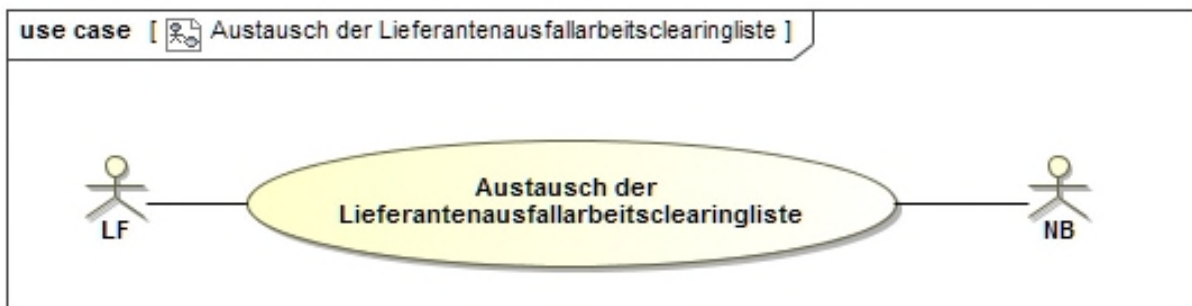 use case [ Austausch der Lieferantenausfallarbeitsclearingliste ]
Austausch der
Lieferantenausfallarbeitsclearingliste
LF
NB